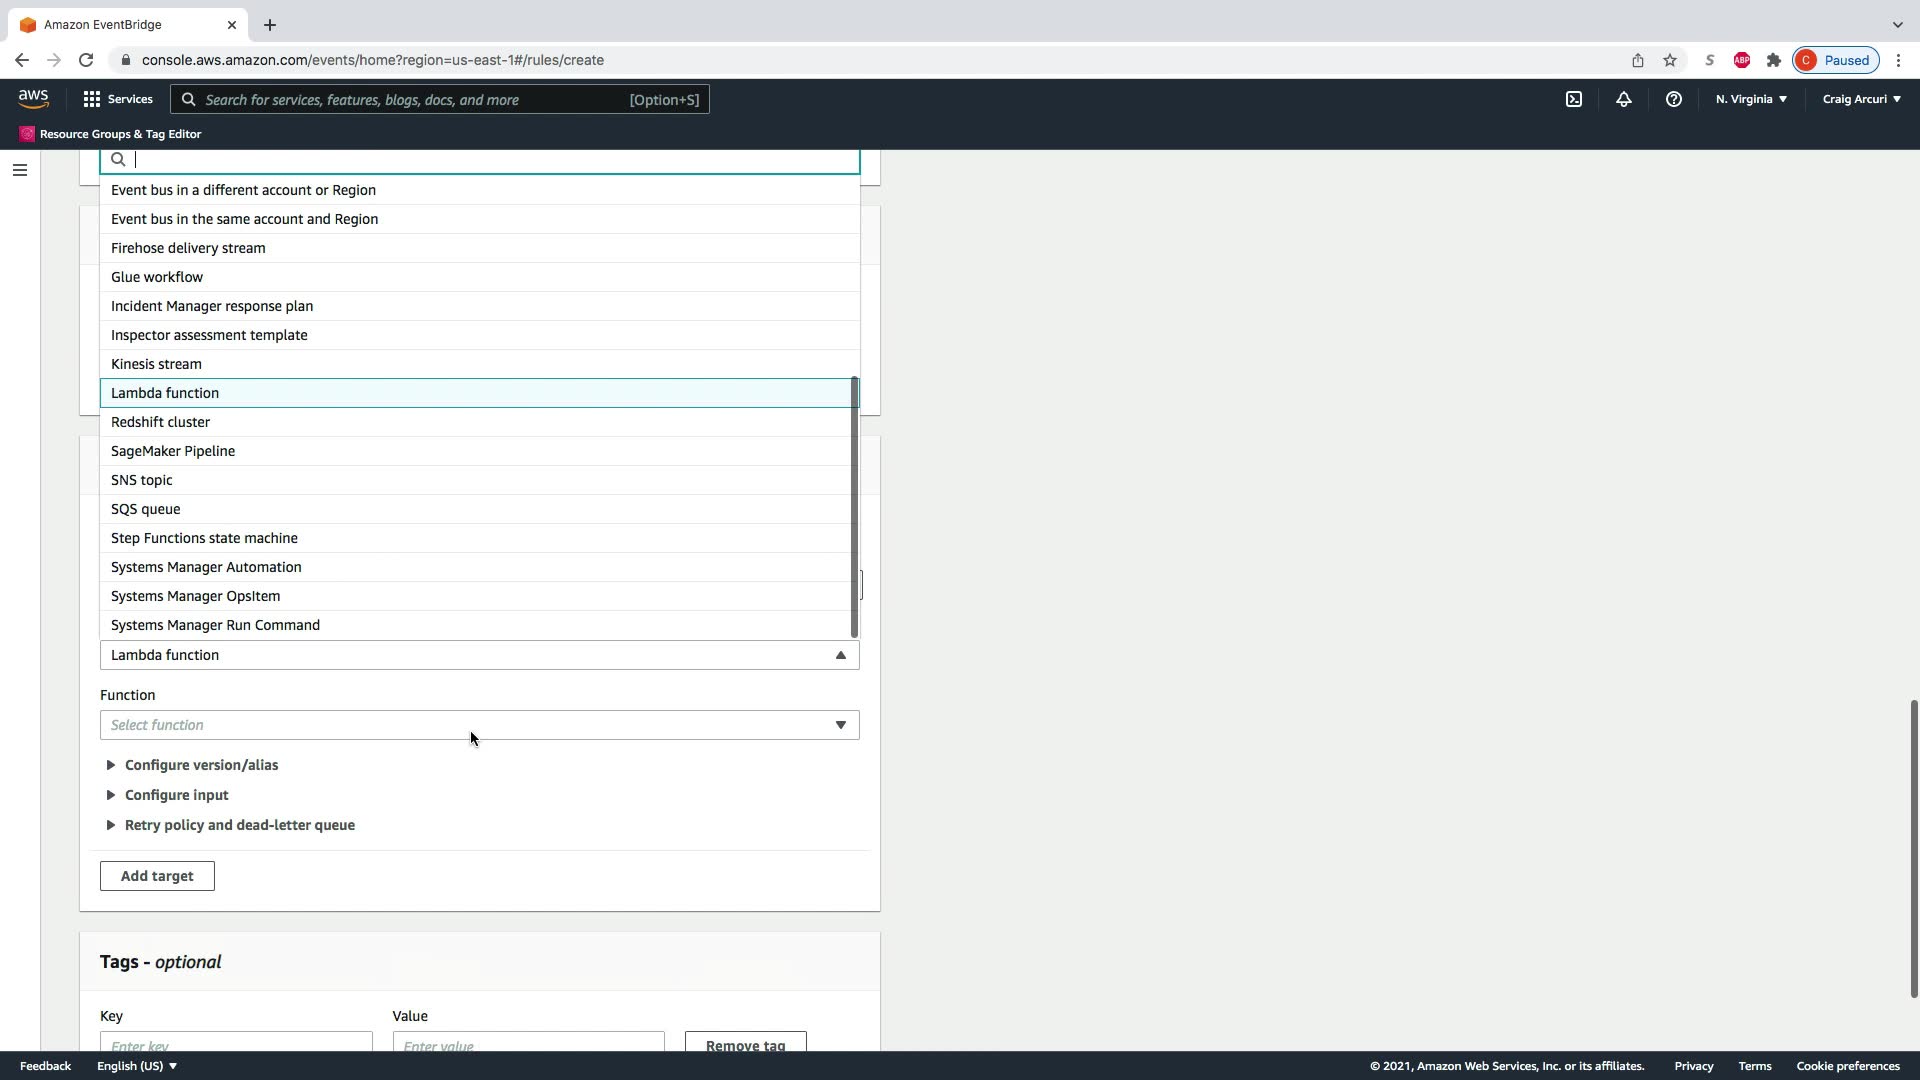 Amazon EventBridge
console.aws.amazon.com/events/home?region=us-east-1#/rules/create
S
ABP
C
Paused
aws
Services
Search for services, features, blogs, docs, and more
[Option+S]
N. Virginia
Craig Arcuri
Resource Groups & Tag Editor
Event bus in a different account or Region
Event bus in the same account and Region
Firehose delivery stream
Glue workflow
Incident Manager response plan
Inspector assessment template
Kinesis stream
Lambda function
Redshift cluster
SageMaker Pipeline
SNS topic
SQS queue
Step Functions state machine
Systems Manager Automation
Systems Manager OpsItem
Systems Manager Run Command
Lambda function
Function
Select function
Configure version/alias
Configure input
Retry policy and dead-letter queue
Add target
Tags - optional
Key
Value
Enter key
Enter value
Remove tag
Feedback
English (US)
© 2021, Amazon Web Services, Inc. or its affiliates.
Privacy
Terms
Cookie preferences